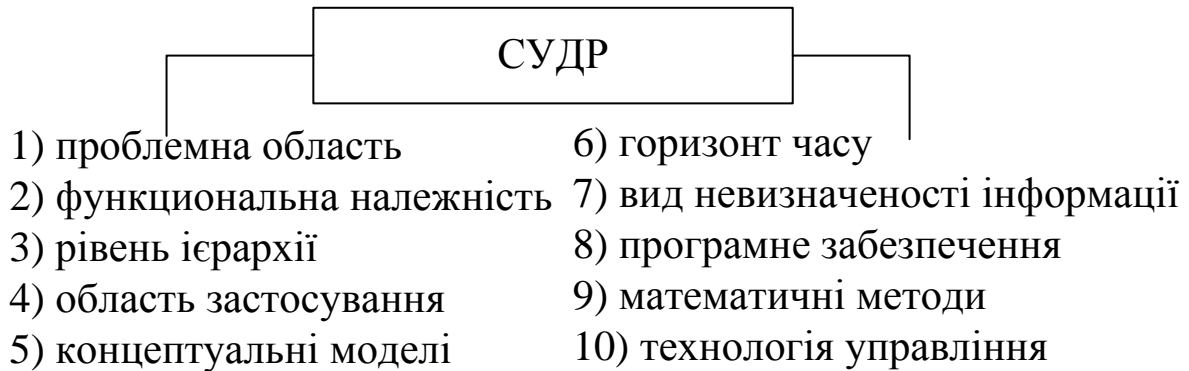 СУДР
1) проблемна область
2) функциональна належність
3) рівень ієрархії
4) область застосування
5) концептуальні моделі
6) горизонт часу
7) вид невизначеності інформації
8) програмне забезпечення
9) математичні методи
10) технологія управління